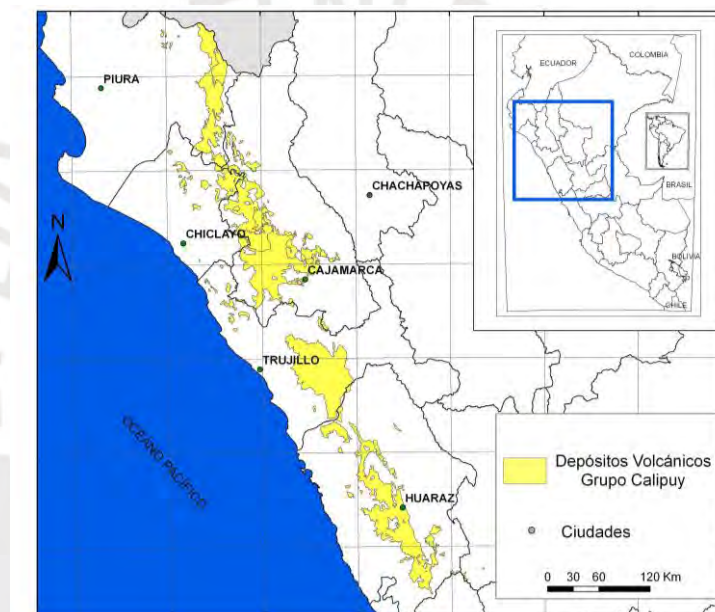 PIURA
CHACHAPOYAS
CHICLAYO
CAJAMARCA
TRUJILLO
HUARAZ
OCEANO PACÍFICO
N
ECUADOR
COLOMBIA
BRASIL
BOLIVIA
CHILE
Depósitos Volcánicos
Grupo Calipuy
Ciudades
0 30 60 120 Km